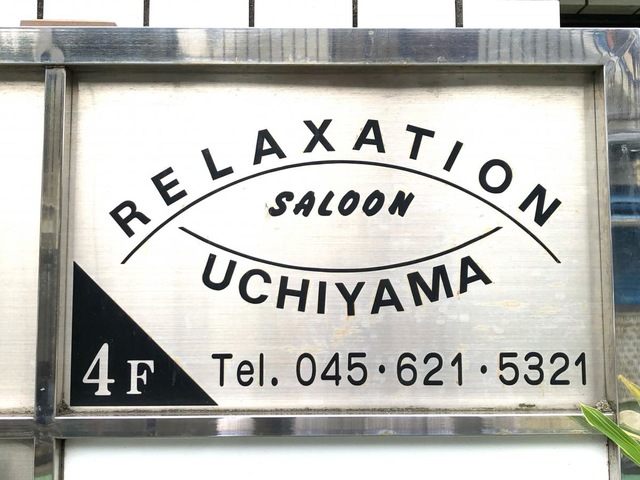 RELAXATION
SALOON
UCHIYAMA
4F
Tel. 045・621・5321